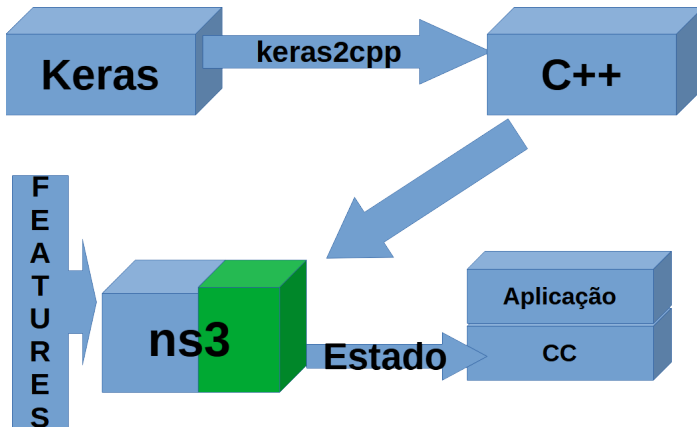 Keras
keras2cpp
C++
FEATURES
ns3
Estado
Aplicação
CC